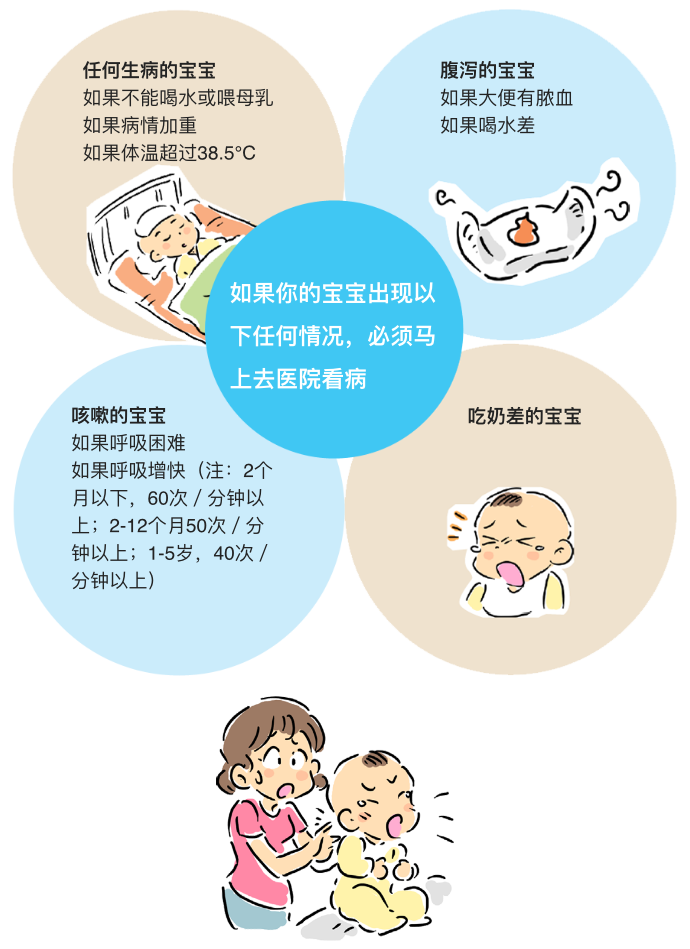 任何生病的宝宝
如果不能喝水或喂母乳
如果病情加重
如果体温超过38.5°C
腹泻的宝宝
如果大便有脓血
如果喝水差
如果你的宝宝出现以
下任何情况，必须马
上去医院看病
咳嗽的宝宝
如果呼吸困难
如果呼吸增快（注：2个
月以下，60次 / 分钟以
上；2-12个月50次 / 分
钟以上；1-5岁，40次 /
分钟以上）
吃奶差的宝宝